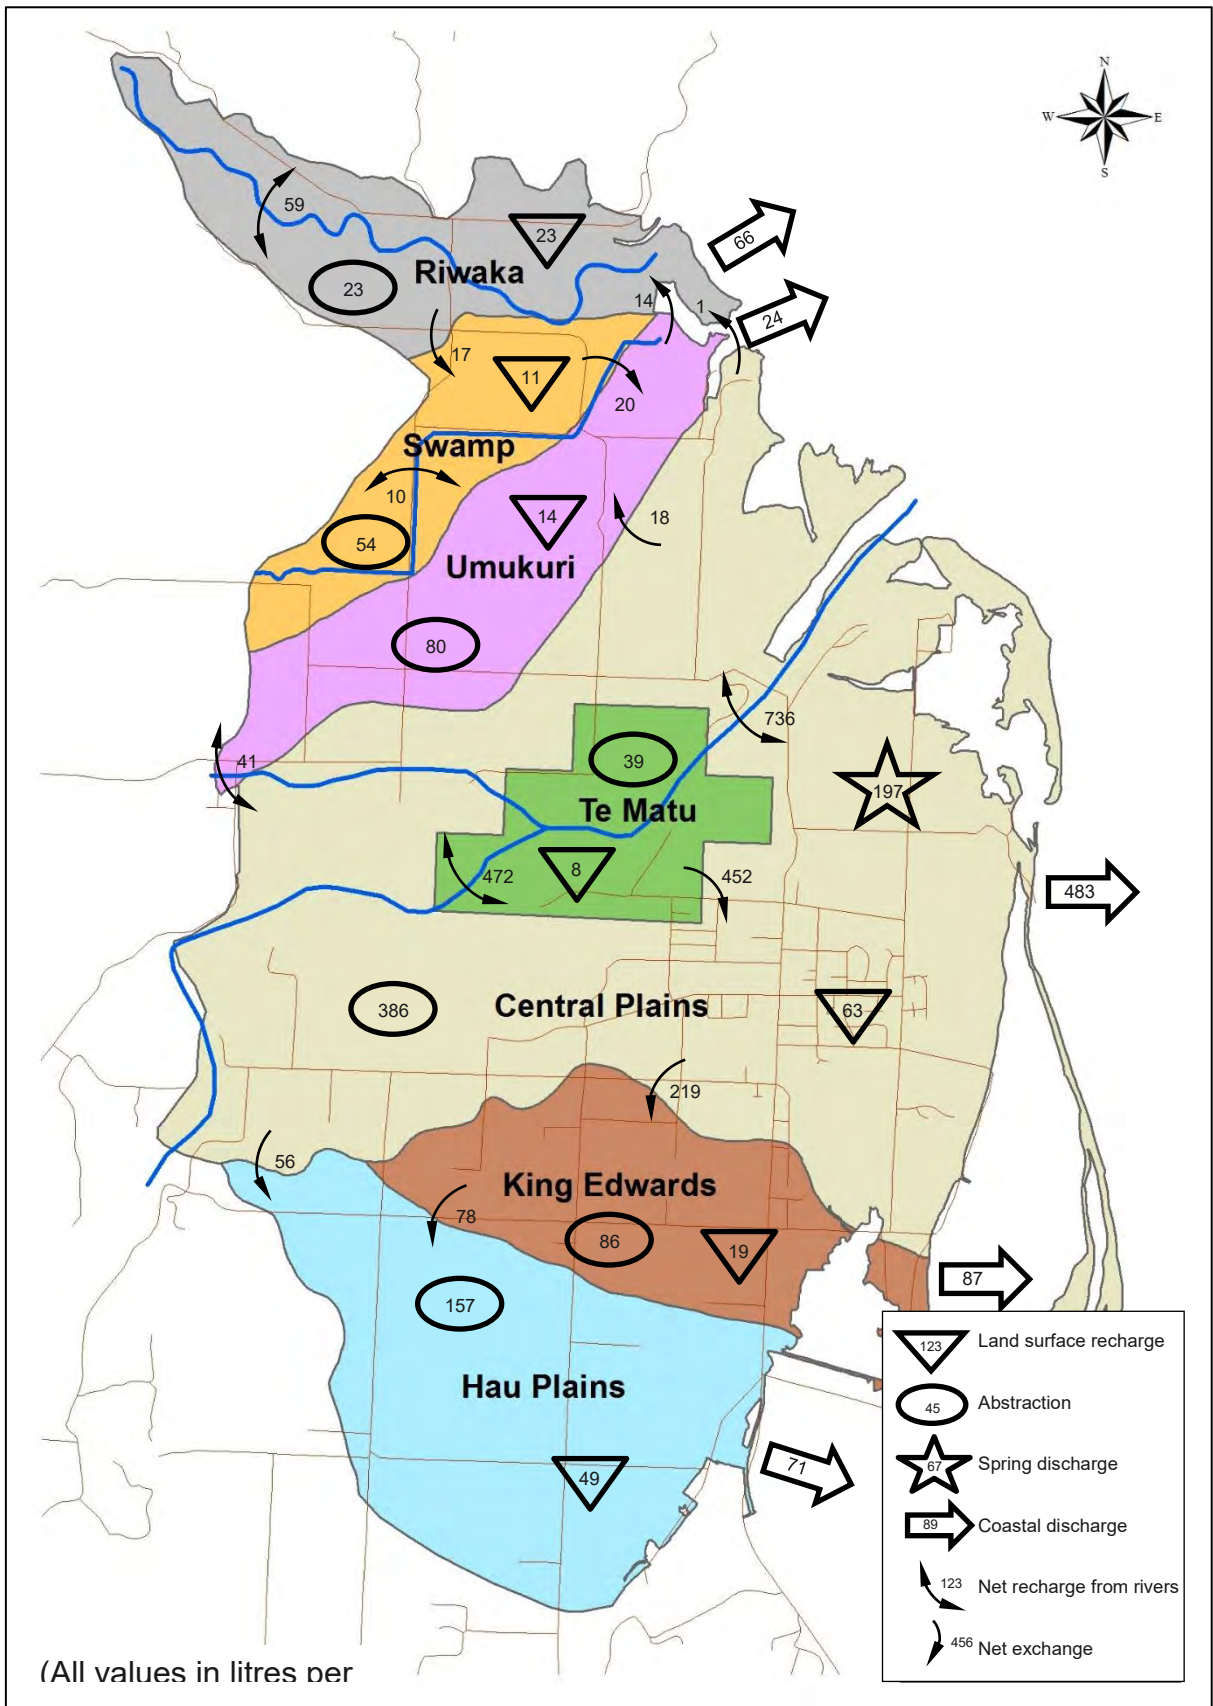 N
W E
S
59
23
66
Riwaka
23
14
1
24
17
11
20
Swamp
10
14
18
54
Umukuri
80
736
41
39
197
Te Matu
8
472
452
483
386
Central Plains
63
219
56
King Edwards
78
86
19
87
157
Hau Plains
49
71
123 Land surface recharge
45 Abstraction
67 Spring discharge
89 Coastal discharge
123 Net recharge from rivers
456 Net exchange
(All values in litres per